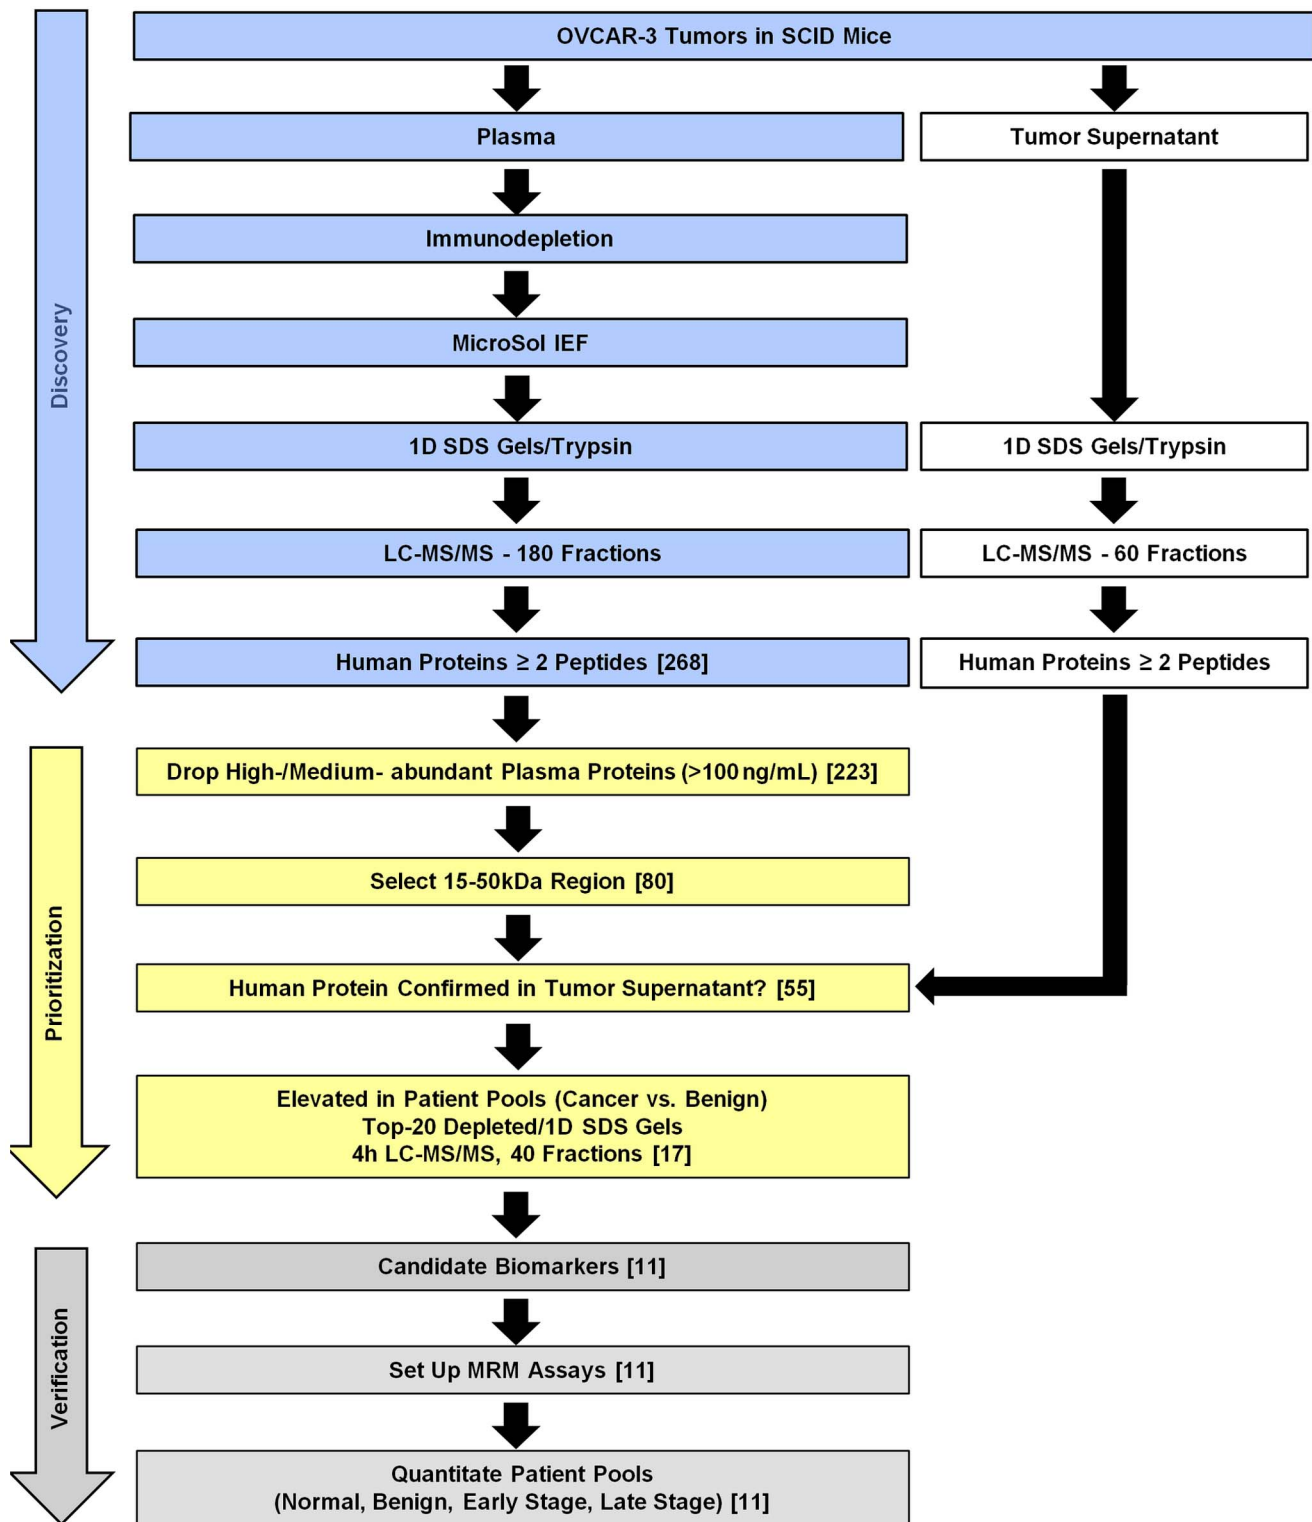 OVCAR-3 Tumors in SCID Mice
Plasma
Tumor Supernatant
Immunodepletion
MicroSol IEF
Discovery
1D SDS Gels/Trypsin
1D SDS Gels/Trypsin
LC-MS/MS - 180 Fractions
LC-MS/MS - 60 Fractions
Human Proteins ≥ 2 Peptides [268]
Human Proteins ≥ 2 Peptides
Drop High-/Medium- abundant Plasma Proteins (>100 ng/mL) [223]
Select 15-50kDa Region [80]
Prioritization
Human Protein Confirmed in Tumor Supernatant? [55]
Elevated in Patient Pools (Cancer vs. Benign)
Top-20 Depleted/1D SDS Gels
4h LC-MS/MS, 40 Fractions [17]
Candidate Biomarkers [11]
Verification
Set Up MRM Assays [11]
Quantitate Patient Pools
(Normal, Benign, Early Stage, Late Stage) [11]